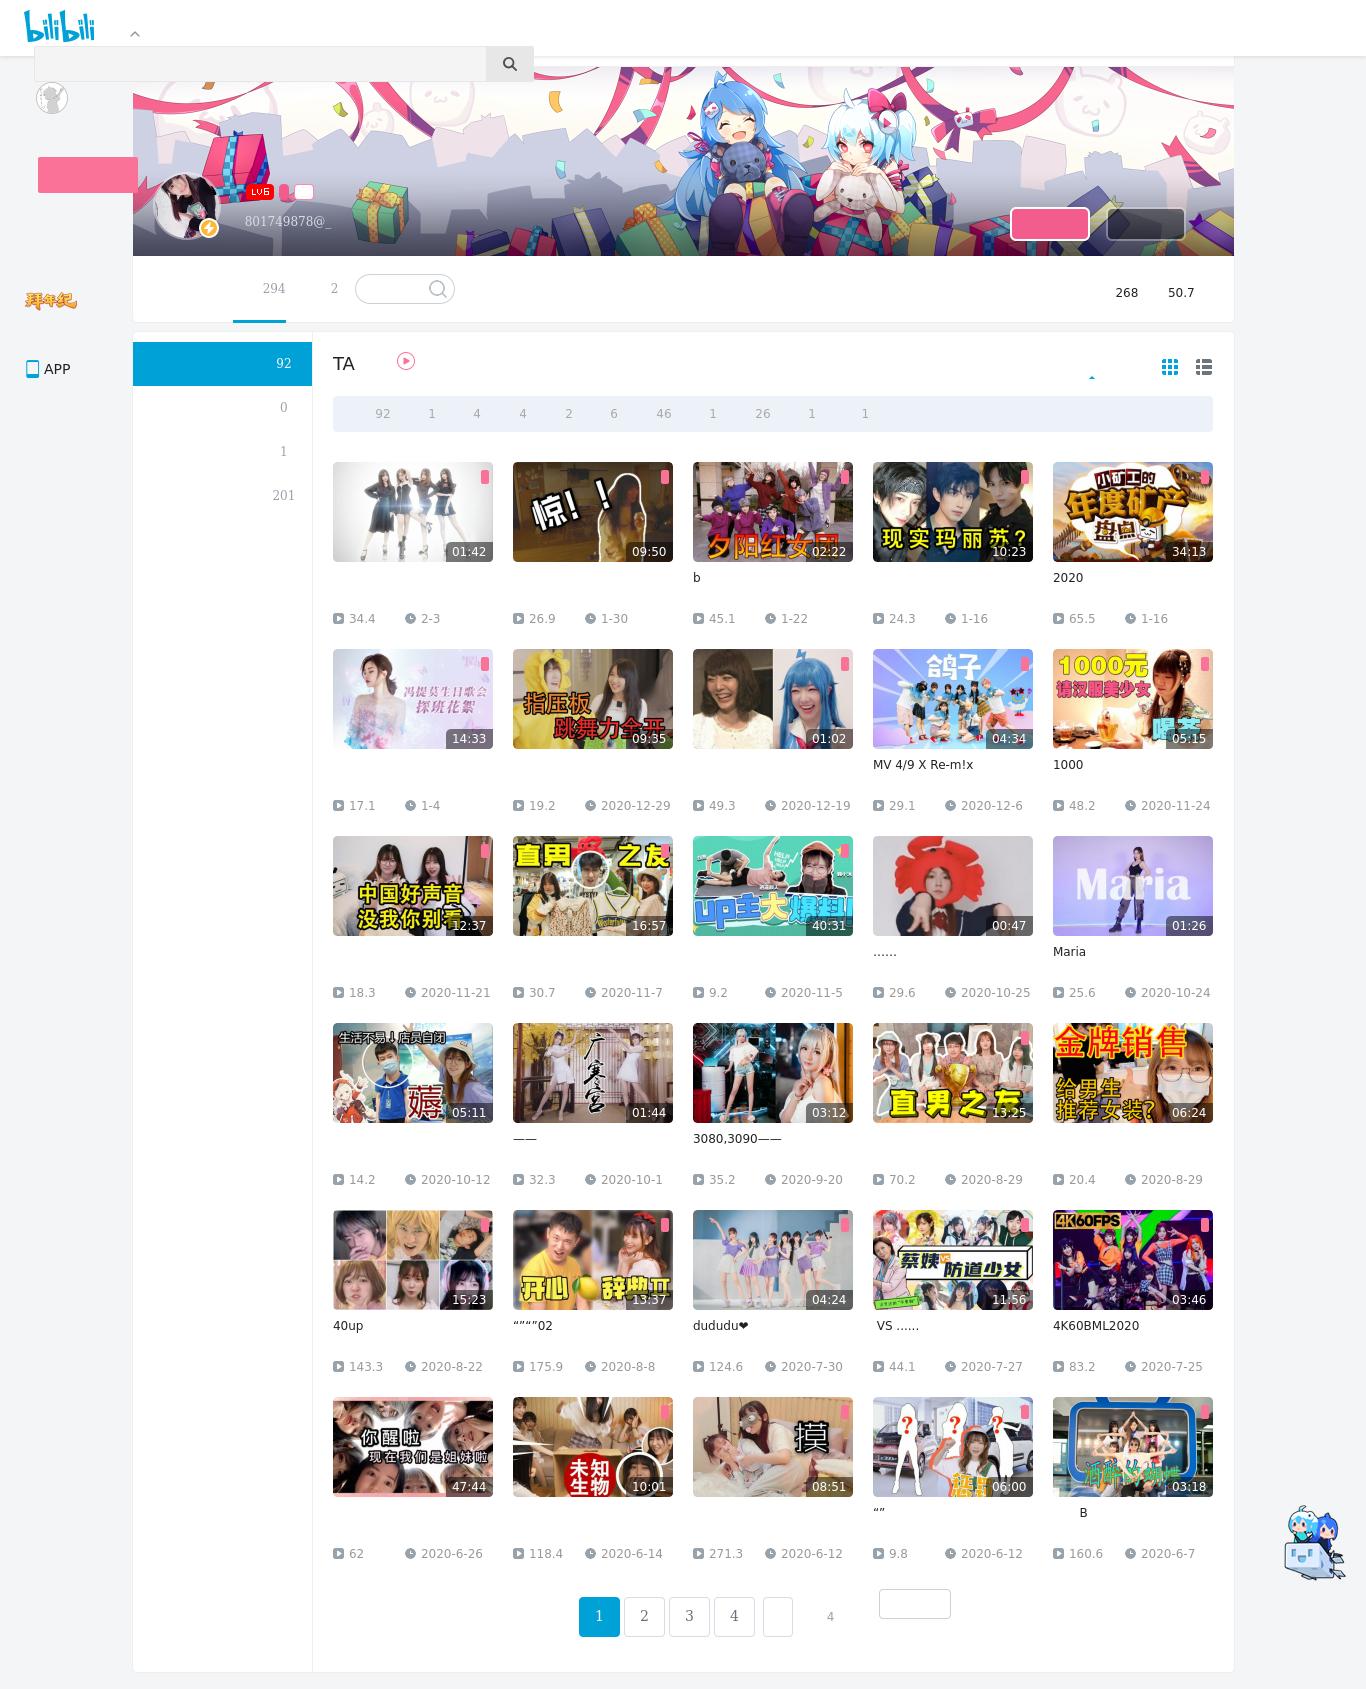 bilibili
LV6
801749878@_
294 2
268 50.7
拜年纪
APP
92
0
1
201
TA
92 1 4 4 2 6 46 1 26 1 1
01:42
惊！！
09:50
夕阳红女团
02:22
现实玛丽苏？
10:23
小矿工的
年度矿产
盘点
34:13
b
2020
34.4 2-3
26.9 1-30
45.1 1-22
24.3 1-16
65.5 1-16
冯提莫生日歌会
探班花絮
14:33
指压板
跳舞力全开
09:35
01:02
鸽子
04:34
1000元
请汉服美少女
喝茶
05:15
MV 4/9 X Re-m!x
1000
17.1 1-4
19.2 2020-12-29
49.3 2020-12-19
29.1 2020-12-6
48.2 2020-11-24
中国好声音
没我你别看
12:37
直男之友
16:57
up主大爆料
40:31
00:47
Maria
01:26
……
Maria
18.3 2020-11-21
30.7 2020-11-7
9.2 2020-11-5
29.6 2020-10-25
25.6 2020-10-24
生活不易↓店员自闭
薅
05:11
广寒宫
01:44
03:12
直男之友
13:25
金牌销售
给男生
推荐女装?
06:24
——
3080,3090——
14.2 2020-10-12
32.3 2020-10-1
35.2 2020-9-20
70.2 2020-8-29
20.4 2020-8-29
15:23
开心 辞典II
13:37
04:24
蔡姨VS防道少女
11:56
4K60FPS
03:46
40up
“”“”02
dududu❤
VS ……
4K60BML2020
143.3 2020-8-22
175.9 2020-8-8
124.6 2020-7-30
44.1 2020-7-27
83.2 2020-7-25
你醒啦
现在我们是姐妹啦
47:44
未知
生物
10:01
摸
08:51
? ? ?
06:00
酒醉的蝴蝶
03:18
“”
B
62 2020-6-26
118.4 2020-6-14
271.3 2020-6-12
9.8 2020-6-12
160.6 2020-6-7
1 2 3 4 4